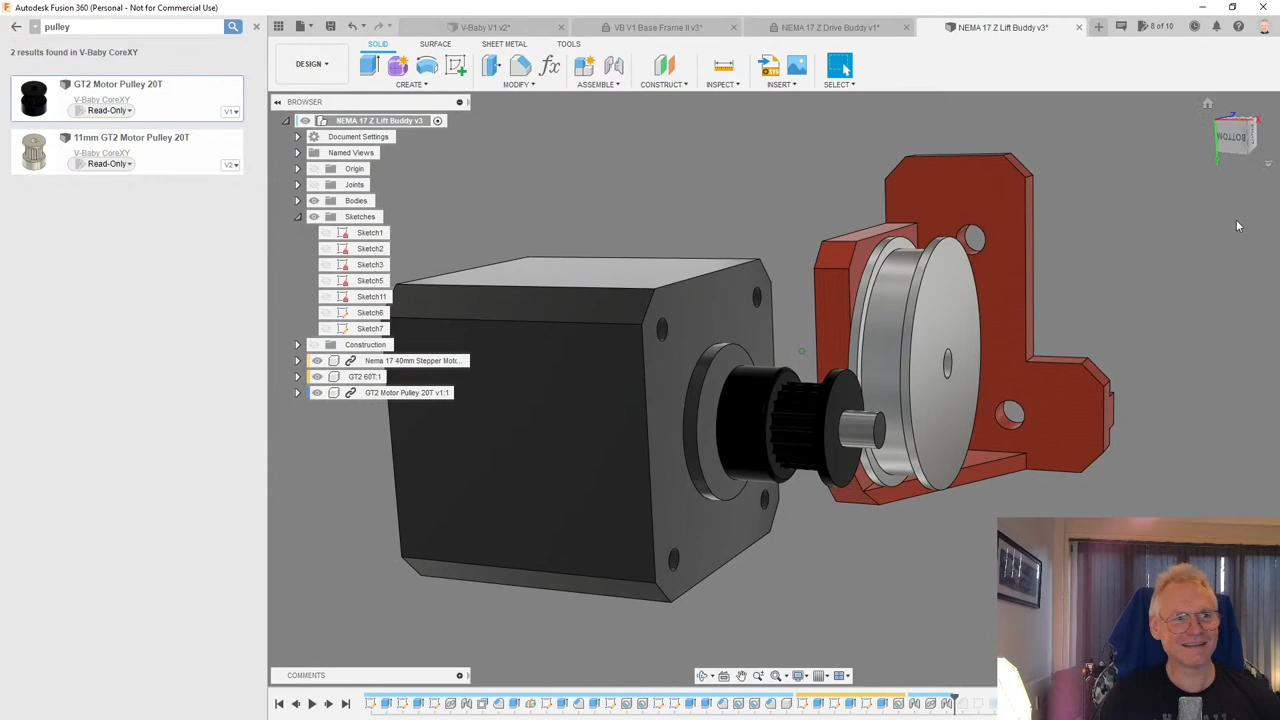 Autodesk Fusion 360 (Personal - Not for Commercial Use)
pulley
V-Baby V1 v2*
VB V1 Base Frame II v3*
NEMA 17 Z Drive Buddy v1*
NEMA 17 Z Lift Buddy v3*
8 of 10
2 results found in V-Baby CoreXY
SOLID
SURFACE
SHEET METAL
TOOLS
DESIGN
CREATE
MODIFY
ASSEMBLE
CONSTRUCT
INSPECT
INSERT
SELECT
GT2 Motor Pulley 20T
V-Baby CoreXY
Read-Only
V1
11mm GT2 Motor Pulley 20T
V-Baby CoreXY
Read-Only
V2
BROWSER
NEMA 17 Z Lift Buddy v3
Document Settings
Named Views
Origin
Joints
Bodies
Sketches
Sketch1
Sketch2
Sketch3
Sketch5
Sketch11
Sketch6
Sketch7
Construction
Nema 17 40mm Stepper Motc...
GT2 60T:1
GT2 Motor Pulley 20T v1:1
BOTTOM
COMMENTS